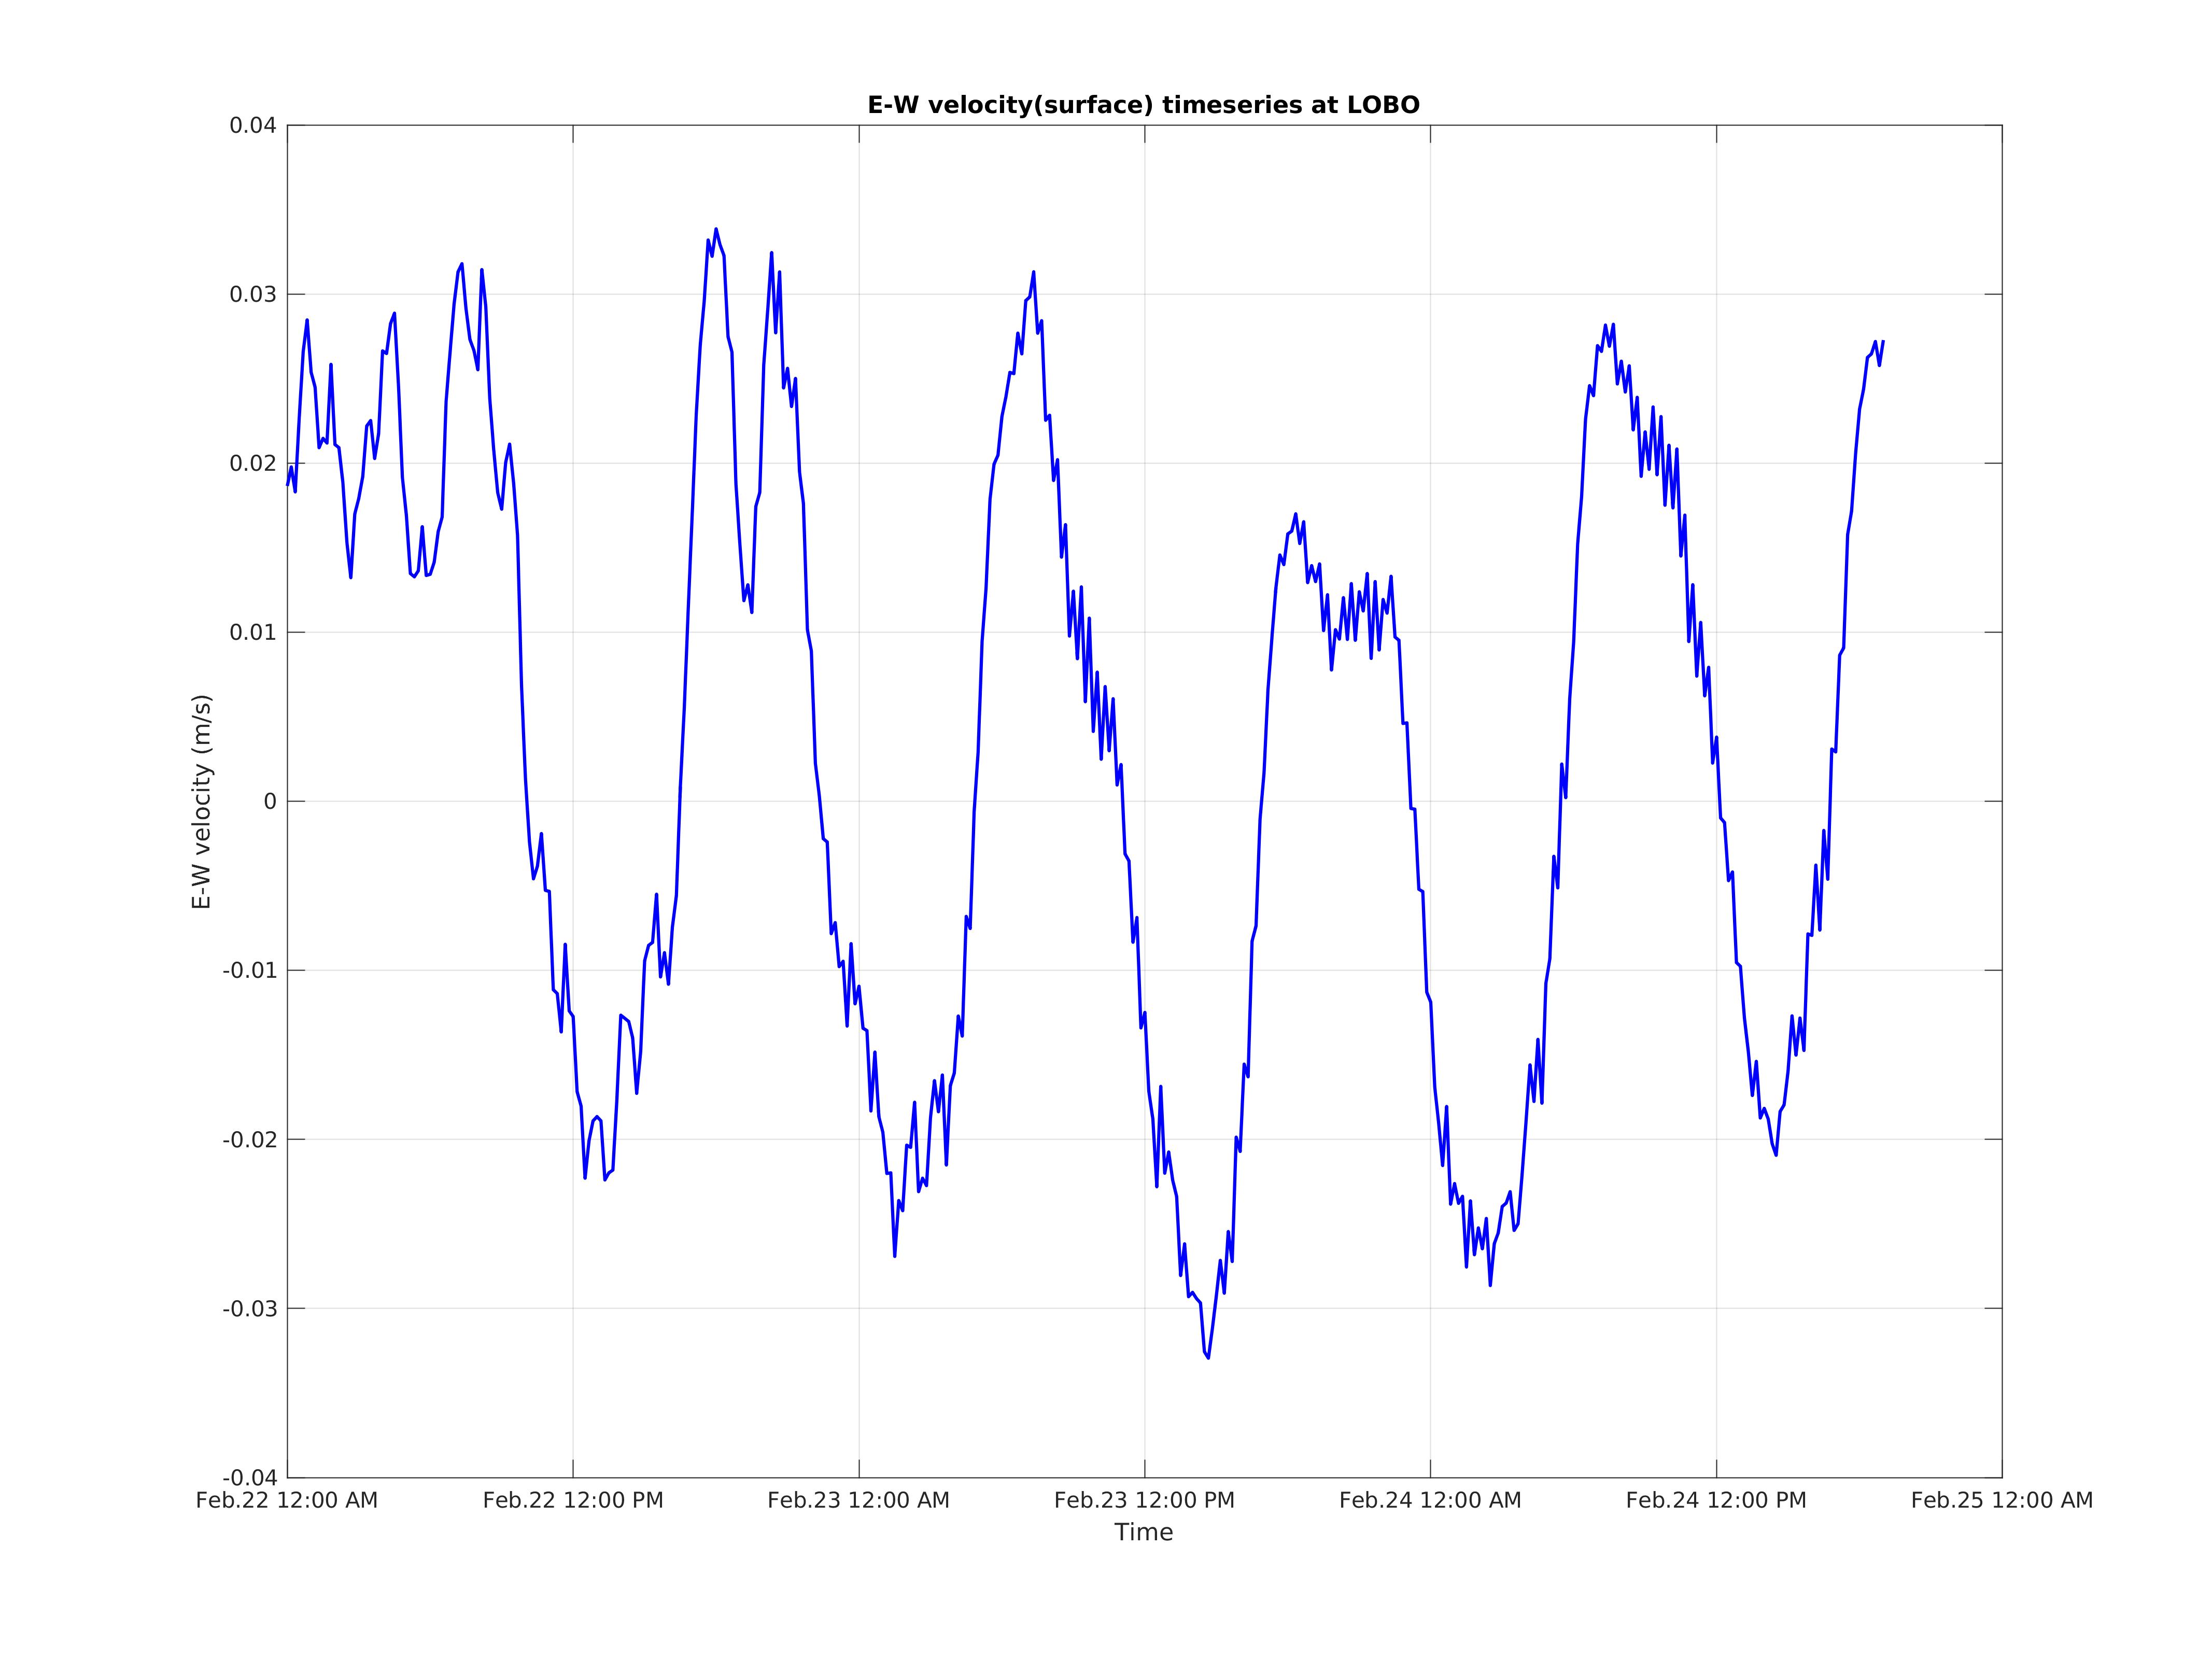 E-W velocity(surface) timeseries at LOBO
0.04
0.03
0.02
0.01
0
-0.01
-0.02
-0.03
-0.04
E-W velocity (m/s)
Feb.22 12:00 AM Feb.22 12:00 PM Feb.23 12:00 AM Feb.23 12:00 PM Feb.24 12:00 AM Feb.24 12:00 PM Feb.25 12:00 AM
Time